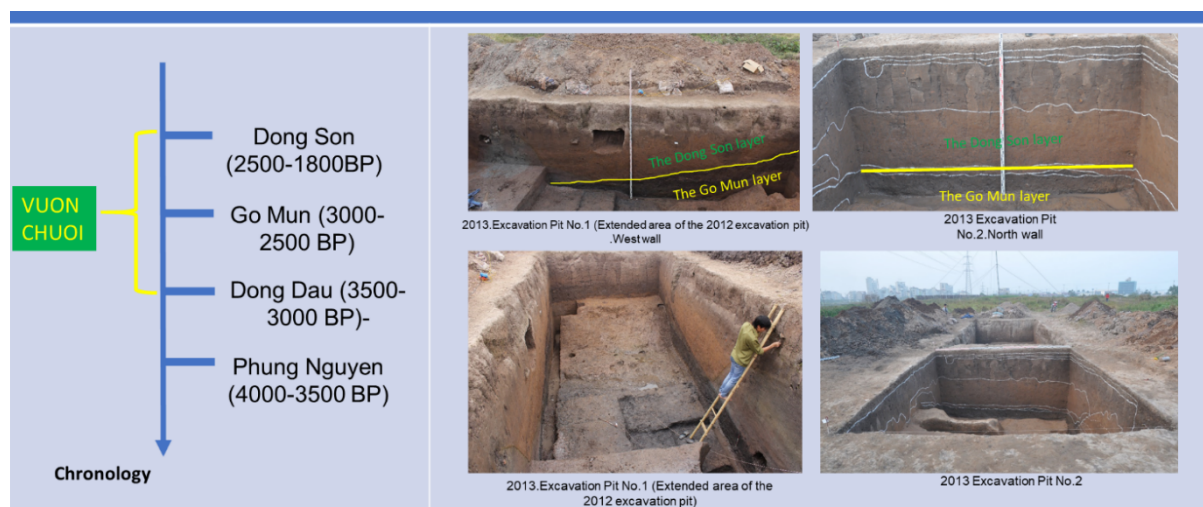 Dong Son
(2500-1800BP)
VUON
CHUOI
Go Mun (3000-
2500 BP)
Dong Dau (3500-
3000 BP)-
Phung Nguyen
(4000-3500 BP)
Chronology
The Dong Son layer
The Go Mun layer
2013.Excavation Pit No.1 (Extended area of the 2012 excavation pit)
.West wall
The Dong Son layer
The Go Mun layer
2013 Excavation Pit
No.2.North wall
2013.Excavation Pit No.1 (Extended area of the
2012 excavation pit)
2013 Excavation Pit No.2